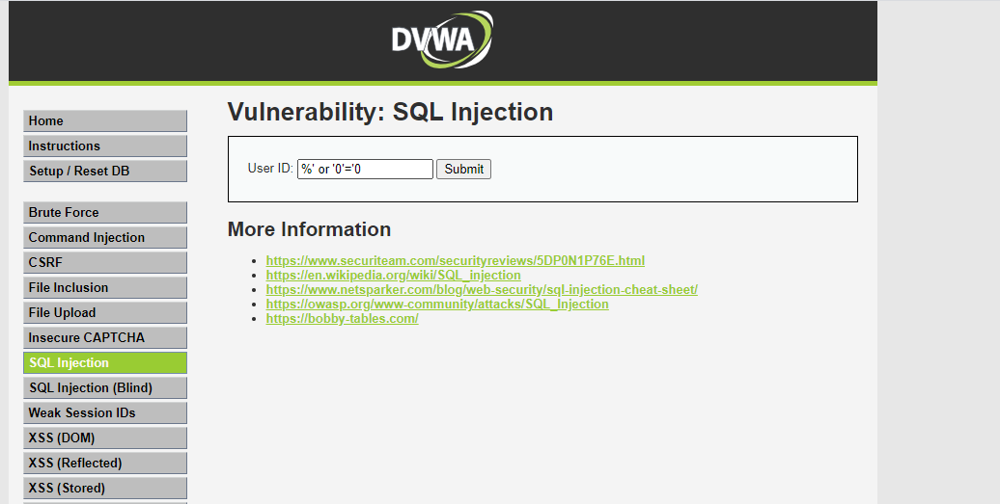 DVWA
Home
Instructions
Setup / Reset DB
Brute Force
Command Injection
CSRF
File Inclusion
File Upload
Insecure CAPTCHA
SQL Injection
SQL Injection (Blind)
Weak Session IDs
XSS (DOM)
XSS (Reflected)
XSS (Stored)
Vulnerability: SQL Injection
User ID: %' or '0'='0 Submit
More Information
https://www.securiteam.com/securityreviews/5DP0N1P76E.html
https://en.wikipedia.org/wiki/SQL_injection
https://www.netsparker.com/blog/web-security/sql-injection-cheat-sheet/
https://owasp.org/www-community/attacks/SQL_Injection
https://bobby-tables.com/